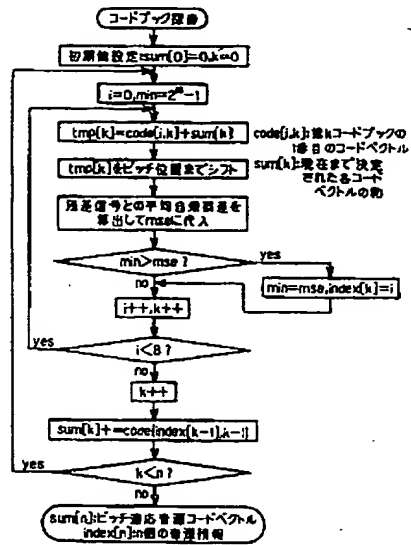 コードブック探索
初期値設定:sum[0]=0,k=0
i=0,min=2^m-1
tmp[k]=code[i,k]+sum[k]
code[i,k]:第kコードブックの
i番目のコードベクトル
sum[k]:現在まで決定
された各コード
ベクトルの和
tmp[k]をピッチ位置までシフト
残差信号との平均自乗誤差を
算出してmseに代入
min>mse?
yes
no
min=mse,index[k]=i
i++,k++
yes
i<8?
no
k++
sum[k]+=code[index[k-1],k-1]
yes
k<n?
no
sum[n]:ピッチ適応音源コードベクトル
index[n]:n個の音源情報